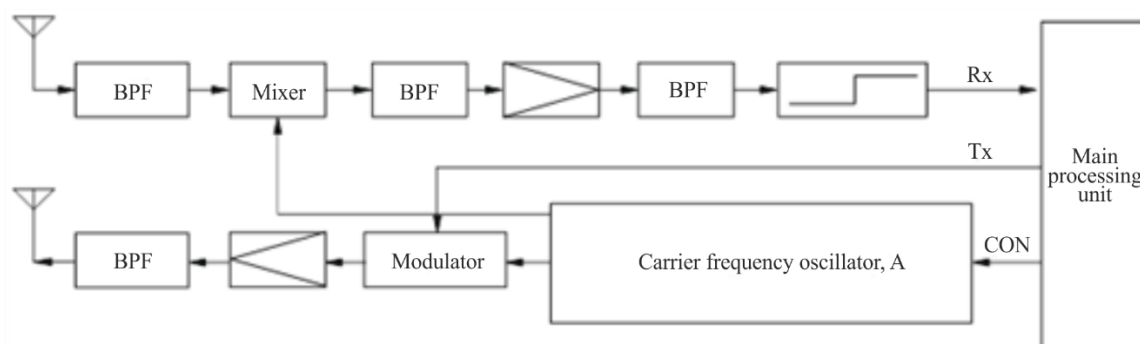 BPF
Mixer
BPF
BPF
Rx
Tx
Main
processing
unit
BPF
Modulator
Carrier frequency oscillator, A
CON